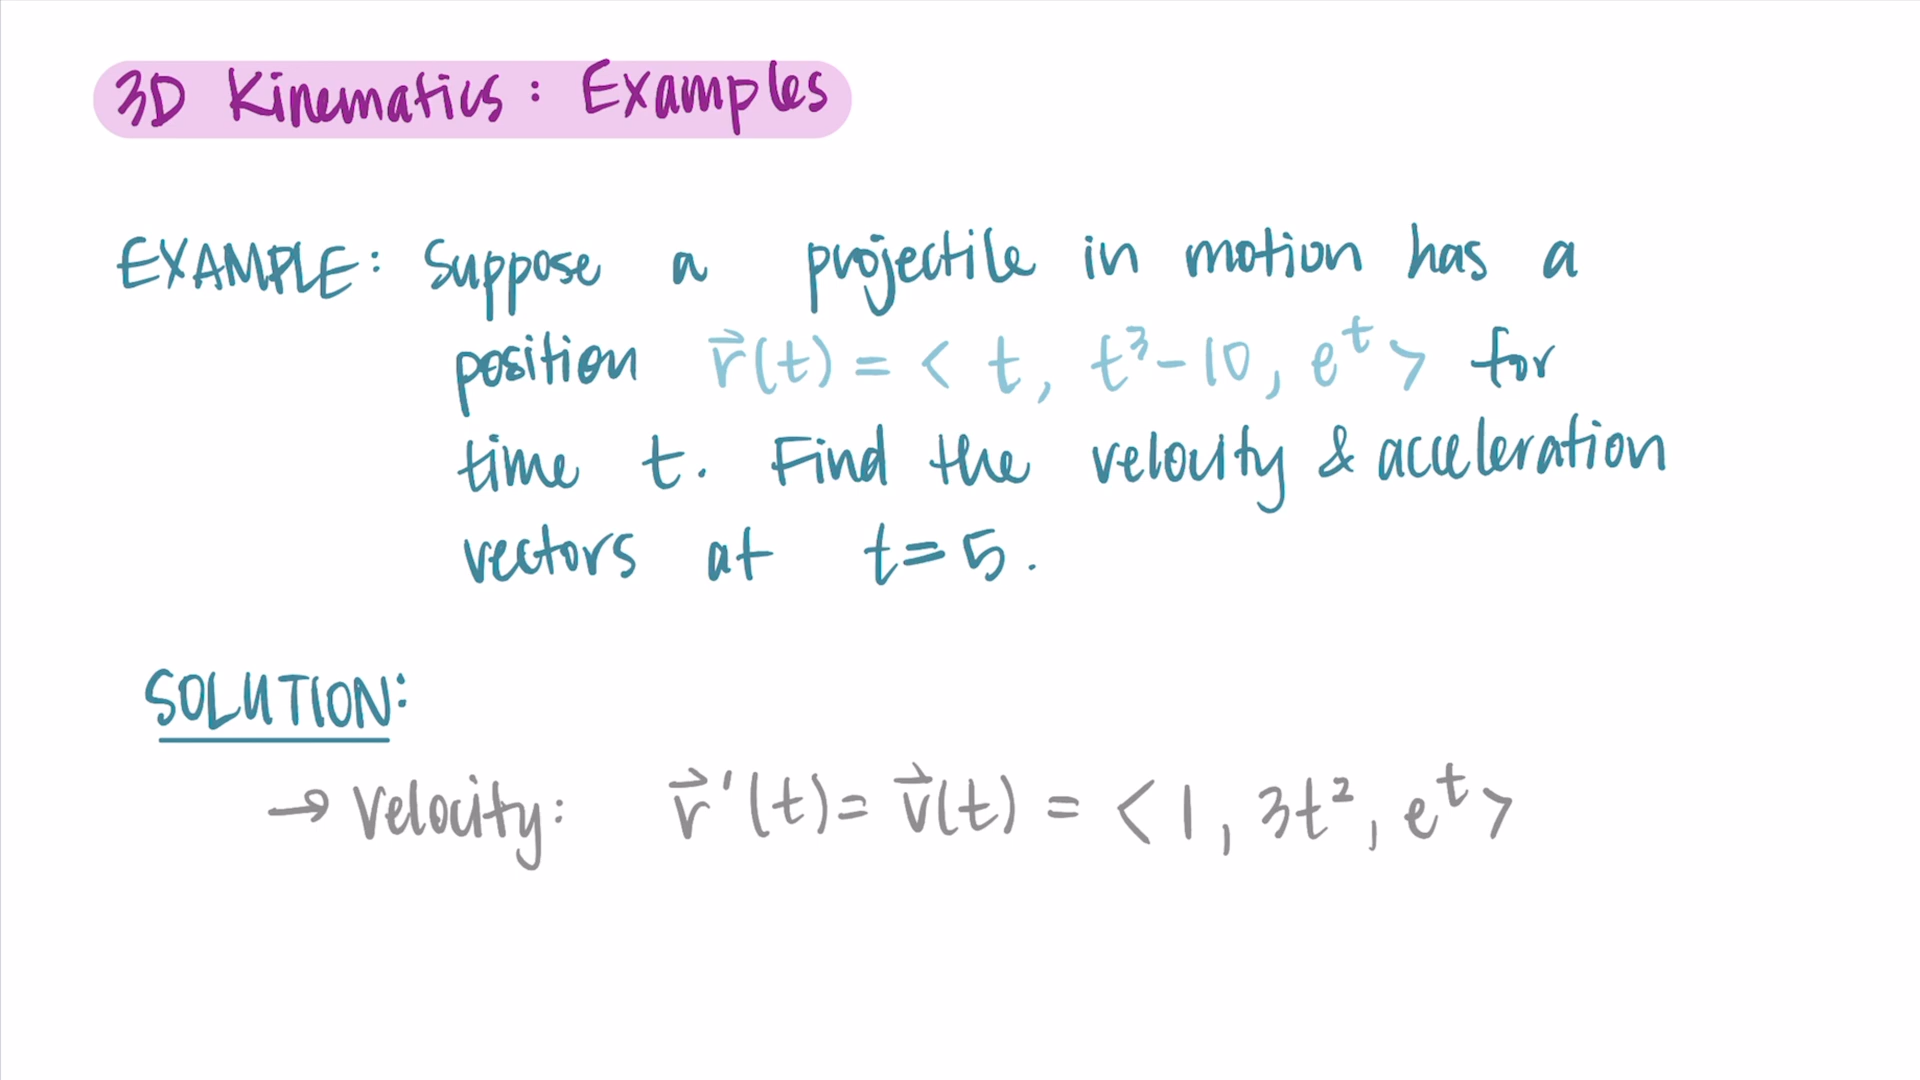 3D Kinematics: Examples
EXAMPLE: Suppose a projectile in motion has a
position r⃗(t) = < t, t³-10, eᵗ > for
time t. Find the velocity & acceleration
vectors at t=5.
SOLUTION:
→ Velocity: r⃗'(t) = v⃗(t) = <1, 3t², eᵗ>